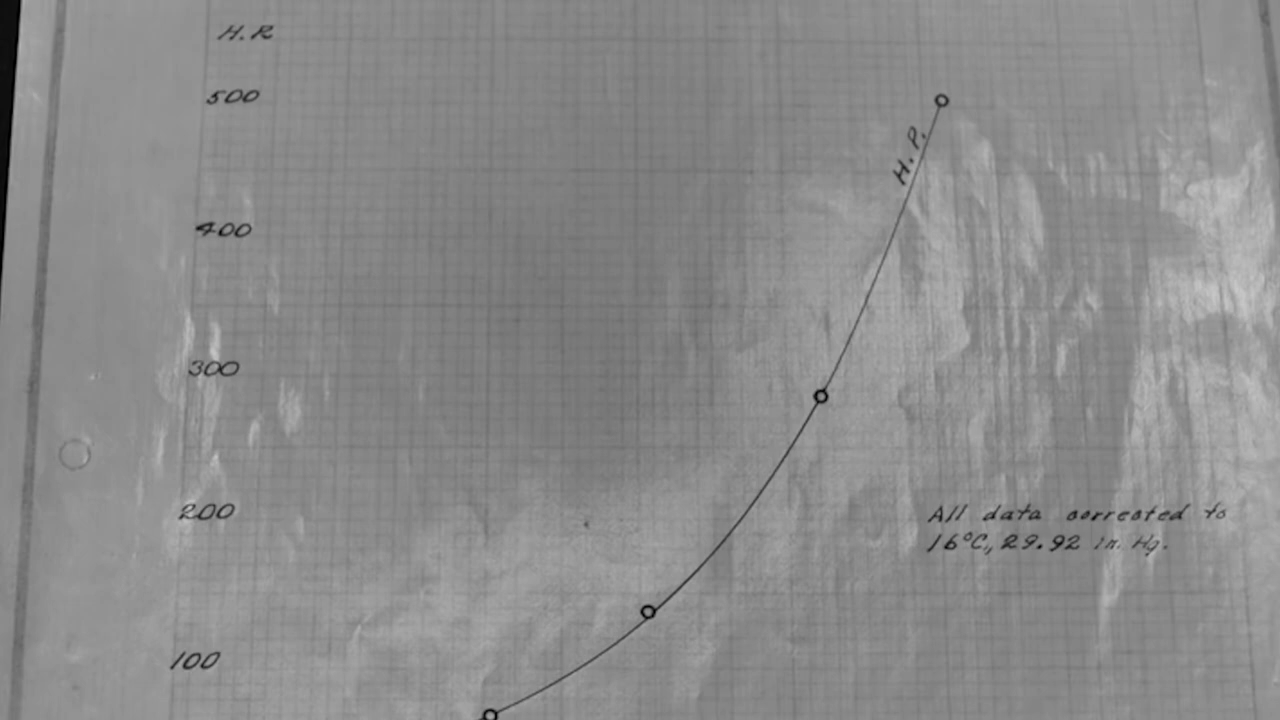 H.P.
500
H.P.
400
300
200
All data corrected to
16°C, 29.92 in. Hg.
100